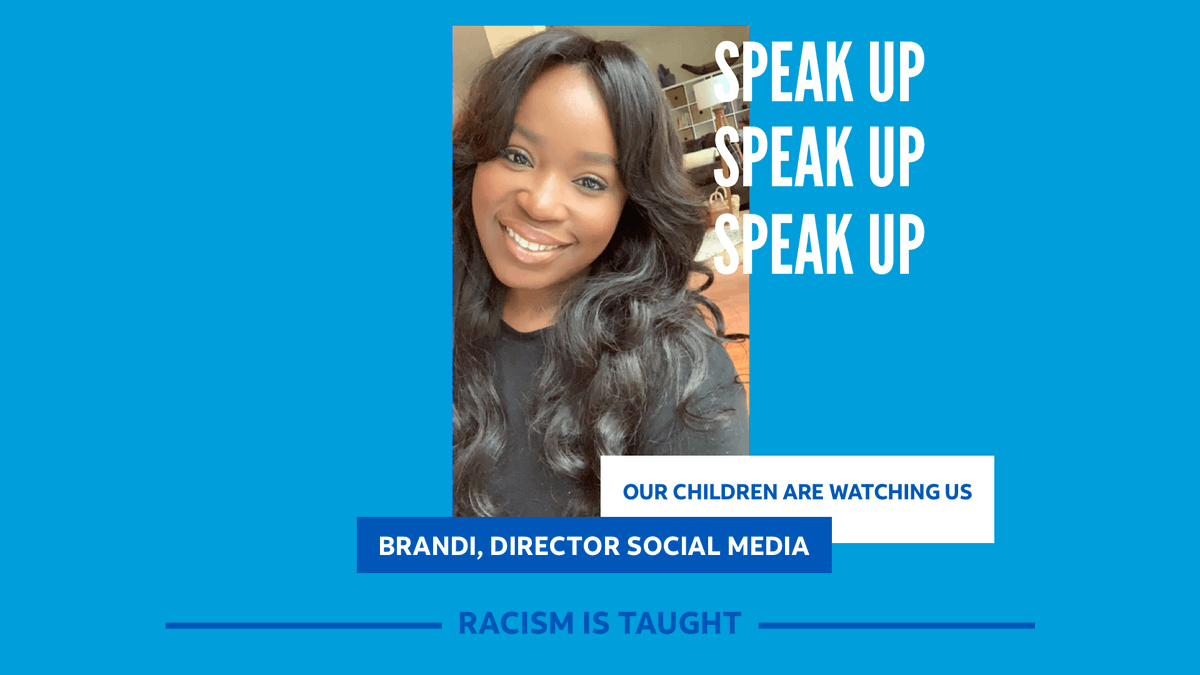 SPEAK UP
SPEAK UP
SPEAK UP
OUR CHILDREN ARE WATCHING US
BRANDI, DIRECTOR SOCIAL MEDIA
RACISM IS TAUGHT